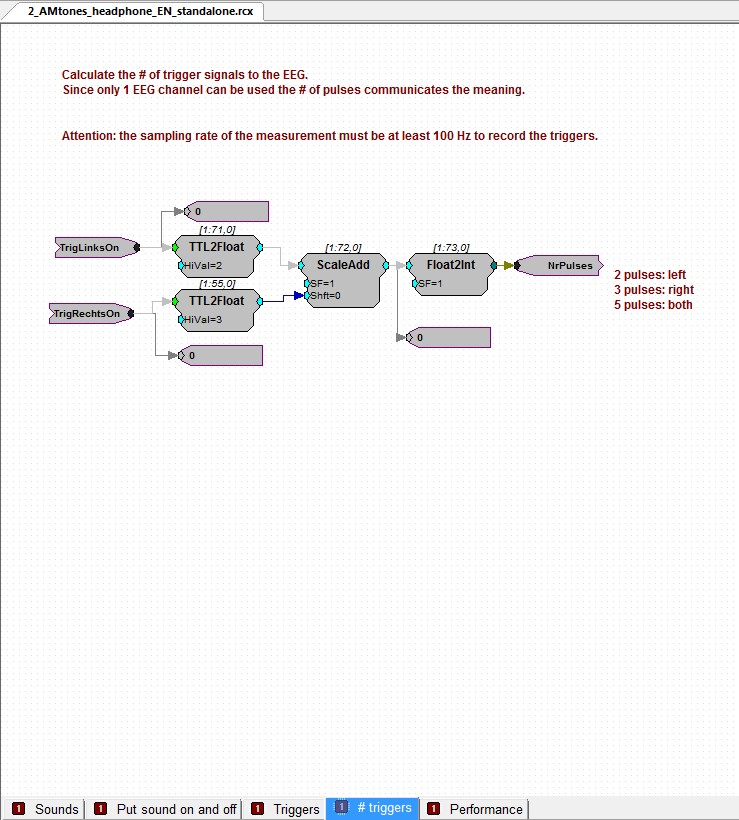 2_AMtones_headphone_EN_standalone.rcx
Calculate the # of trigger signals to the EEG.
Since only 1 EEG channel can be used the # of pulses communicates the meaning.
Attention: the sampling rate of the measurement must be at least 100 Hz to record the triggers.
0
[1:71,0]
TrigLinksOn
TTL2Float
HiVal=2
[1:72,0]
ScaleAdd
SF=1
Shft=0
[1:73,0]
Float2Int
SF=1
NrPulses
[1:55,0]
TrigRechtsOn
TTL2Float
HiVal=3
0
0
2 pulses: left
3 pulses: right
5 pulses: both
1 Sounds 1 Put sound on and off 1 Triggers 1 # triggers 1 Performance